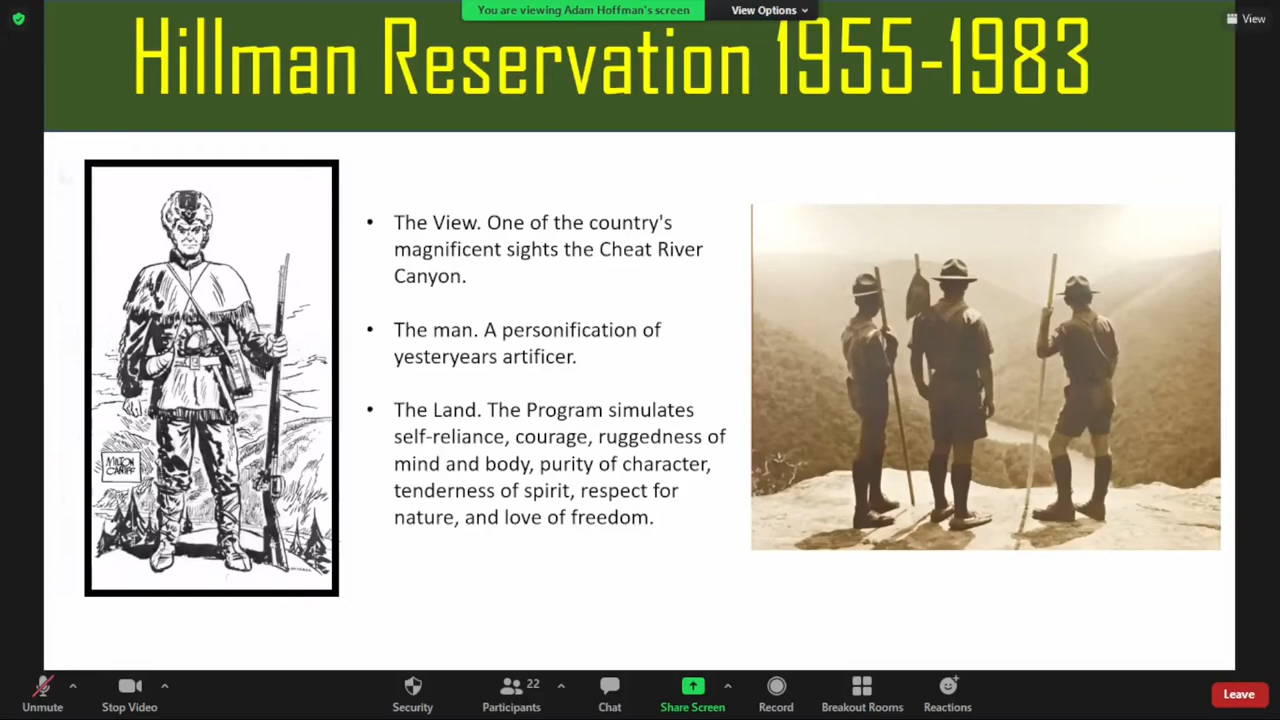 You are viewing Adam Hoffman's screen
View Options
View
Hillman Reservation 1955-1983
• The View. One of the country's
magnificent sights the Cheat River
Canyon.
• The man. A personification of
yesteryears artificer.
• The Land. The Program simulates
self-reliance, courage, ruggedness of
mind and body, purity of character,
tenderness of spirit, respect for
nature, and love of freedom.
MILTON
CANIFF
Unmute
Stop Video
Security
22
Participants
Chat
Share Screen
Record
Breakout Rooms
Reactions
Leave